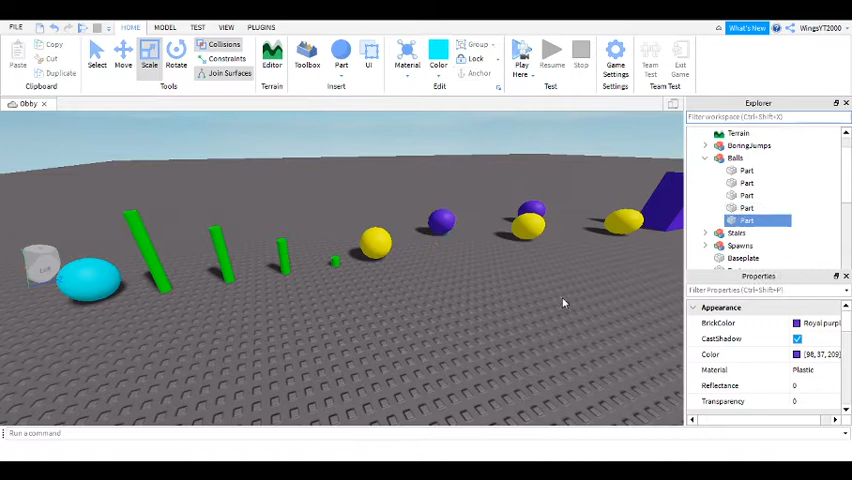 FILE HOME MODEL TEST VIEW PLUGINS What's New WingsYT2000
Copy Cut Duplicate Paste Clipboard
Select Move Scale Rotate Tools
Collisions Constraints Join Surfaces
Editor Terrain
Toolbox Part UI Insert
Material Color Group Lock Anchor Edit
Play Here Resume Stop Test
Game Settings Settings
Team Test Exit Game Team Test
Obby
Explorer
Filter workspace (Ctrl+Shift+X)
Terrain
Balls
Part
Part
Part
Part
Part
Stairs
Spawns
Baseplate
Properties
Filter Properties (Ctrl+Shift+P)
Appearance
BrickColor Royal purpl
CastShadow
Color [98, 37, 209]
Material Plastic
Reflectance 0
Transparency 0
Run a command